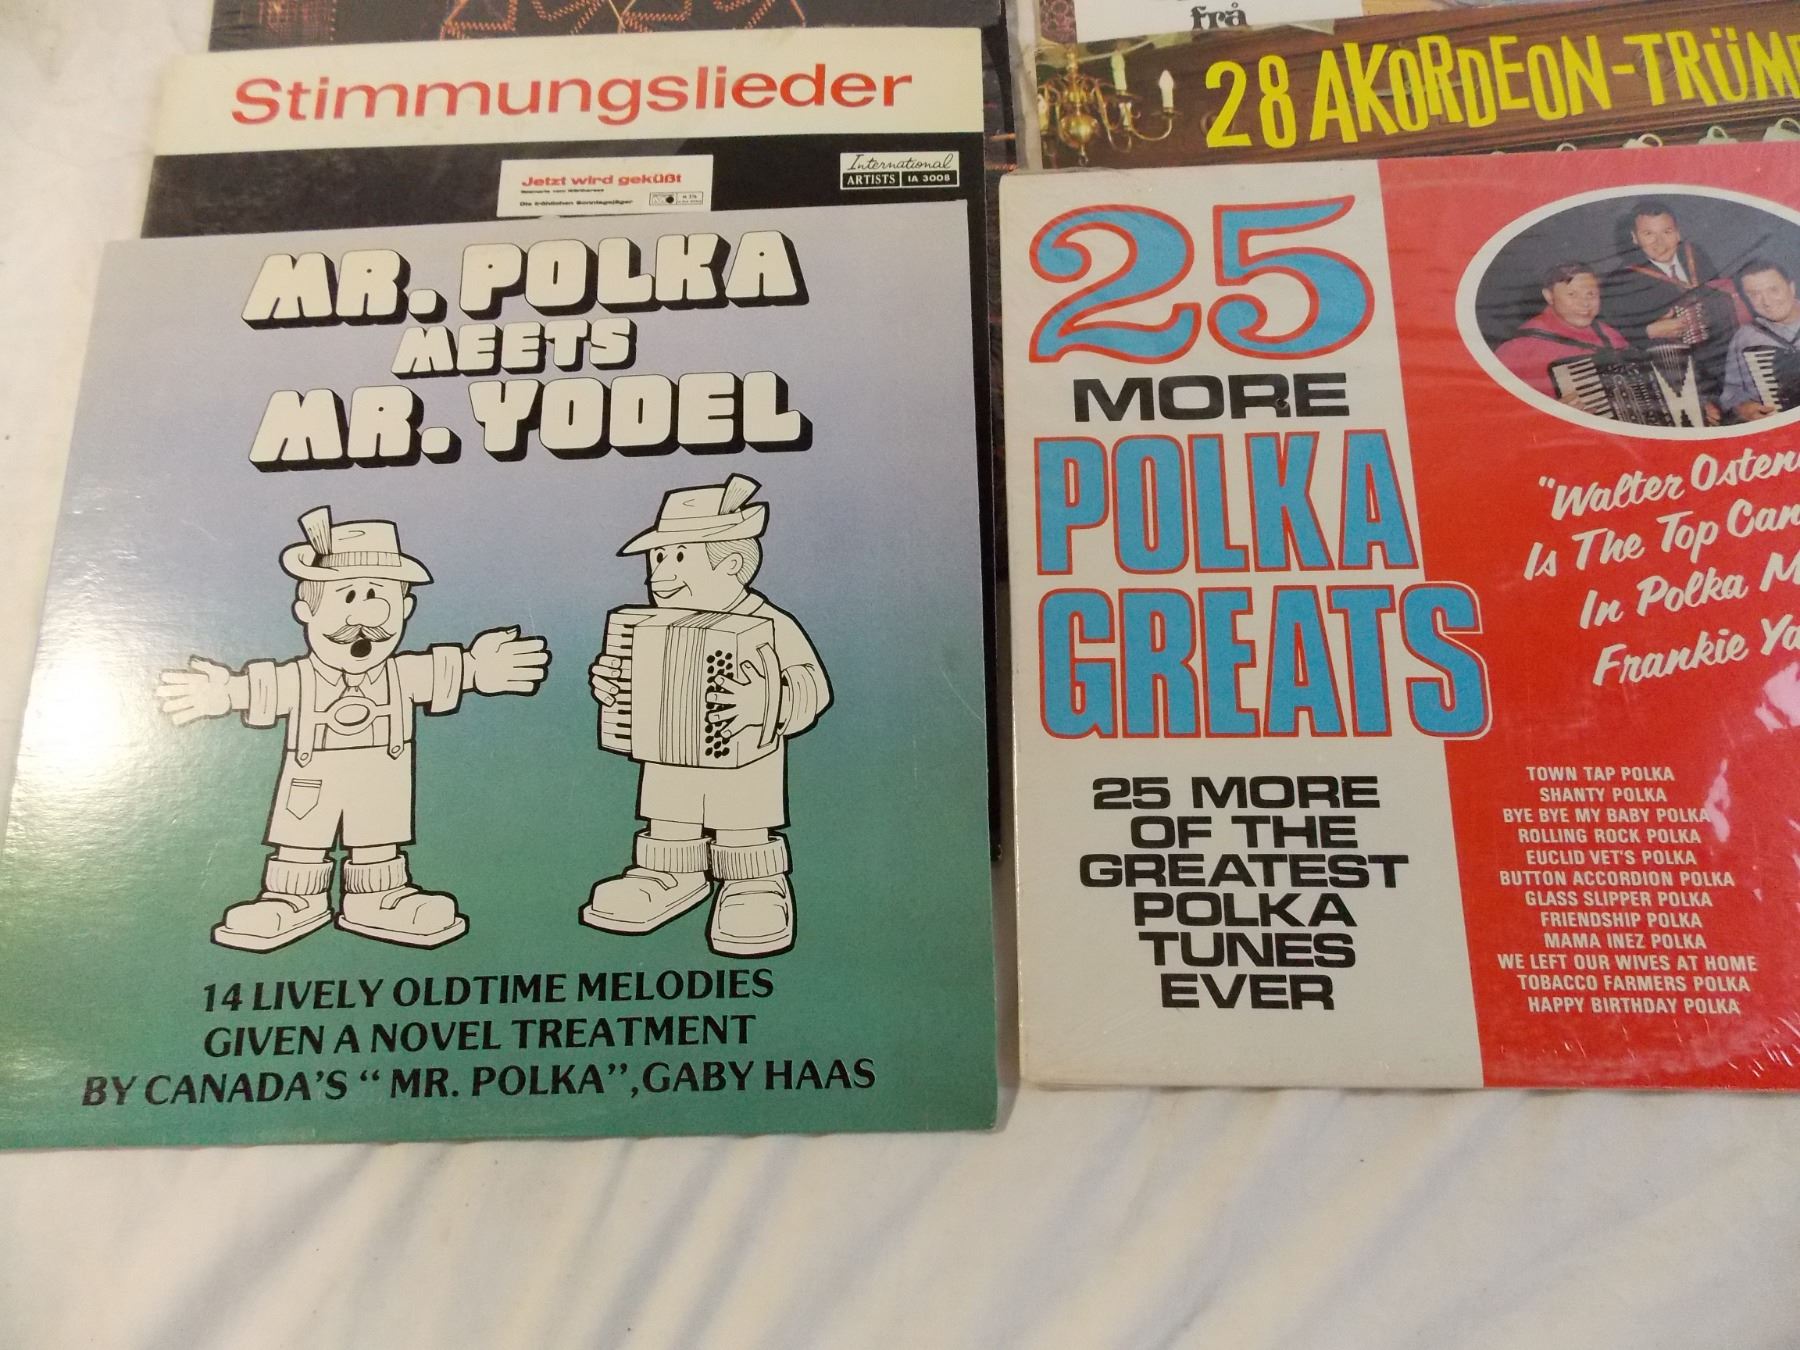 Stimmungslieder
International
ARTISTS IA 3008
Jetzt wird geküßt
Die fröhlichen Sonntagsjäger
MR. POLKA
MEETS
MR. YODEL
14 LIVELY OLDTIME MELODIES
GIVEN A NOVEL TREATMENT
BY CANADA'S "MR. POLKA", GABY HAAS
frå
28 AKORDEON-TRÜM
25
MORE
POLKA
GREATS
25 MORE
OF THE
GREATEST
POLKA
TUNES
EVER
"Walter Osten
Is The Top Can
In Polka M
Frankie Ya
TOWN TAP POLKA
SHANTY POLKA
BYE BYE MY BABY POLKA
ROLLING ROCK POLKA
EUCLID VET'S POLKA
BUTTON ACCORDION POLKA
GLASS SLIPPER POLKA
FRIENDSHIP POLKA
MAMA INEZ POLKA
WE LEFT OUR WIVES AT HOME
TOBACCO FARMERS POLKA
HAPPY BIRTHDAY POLKA